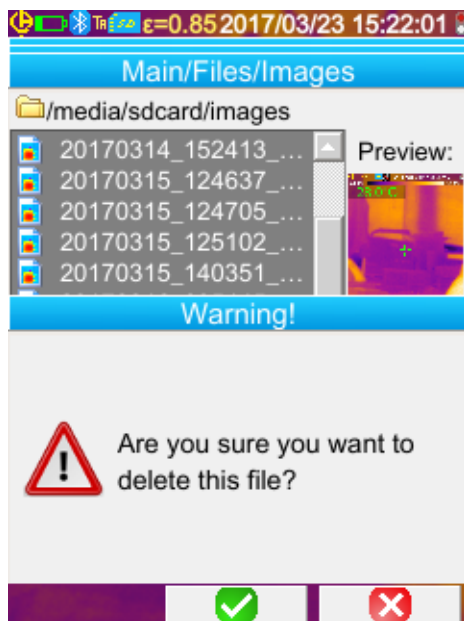 TR ε=0.85 2017/03/23 15:22:01
Main/Files/Images
/media/sdcard/images
20170314_152413_...
Preview:
20170315_124637_...
20170315_124705_...
20170315_125102_...
20170315_140351_...
Warning!
Are you sure you want to
delete this file?